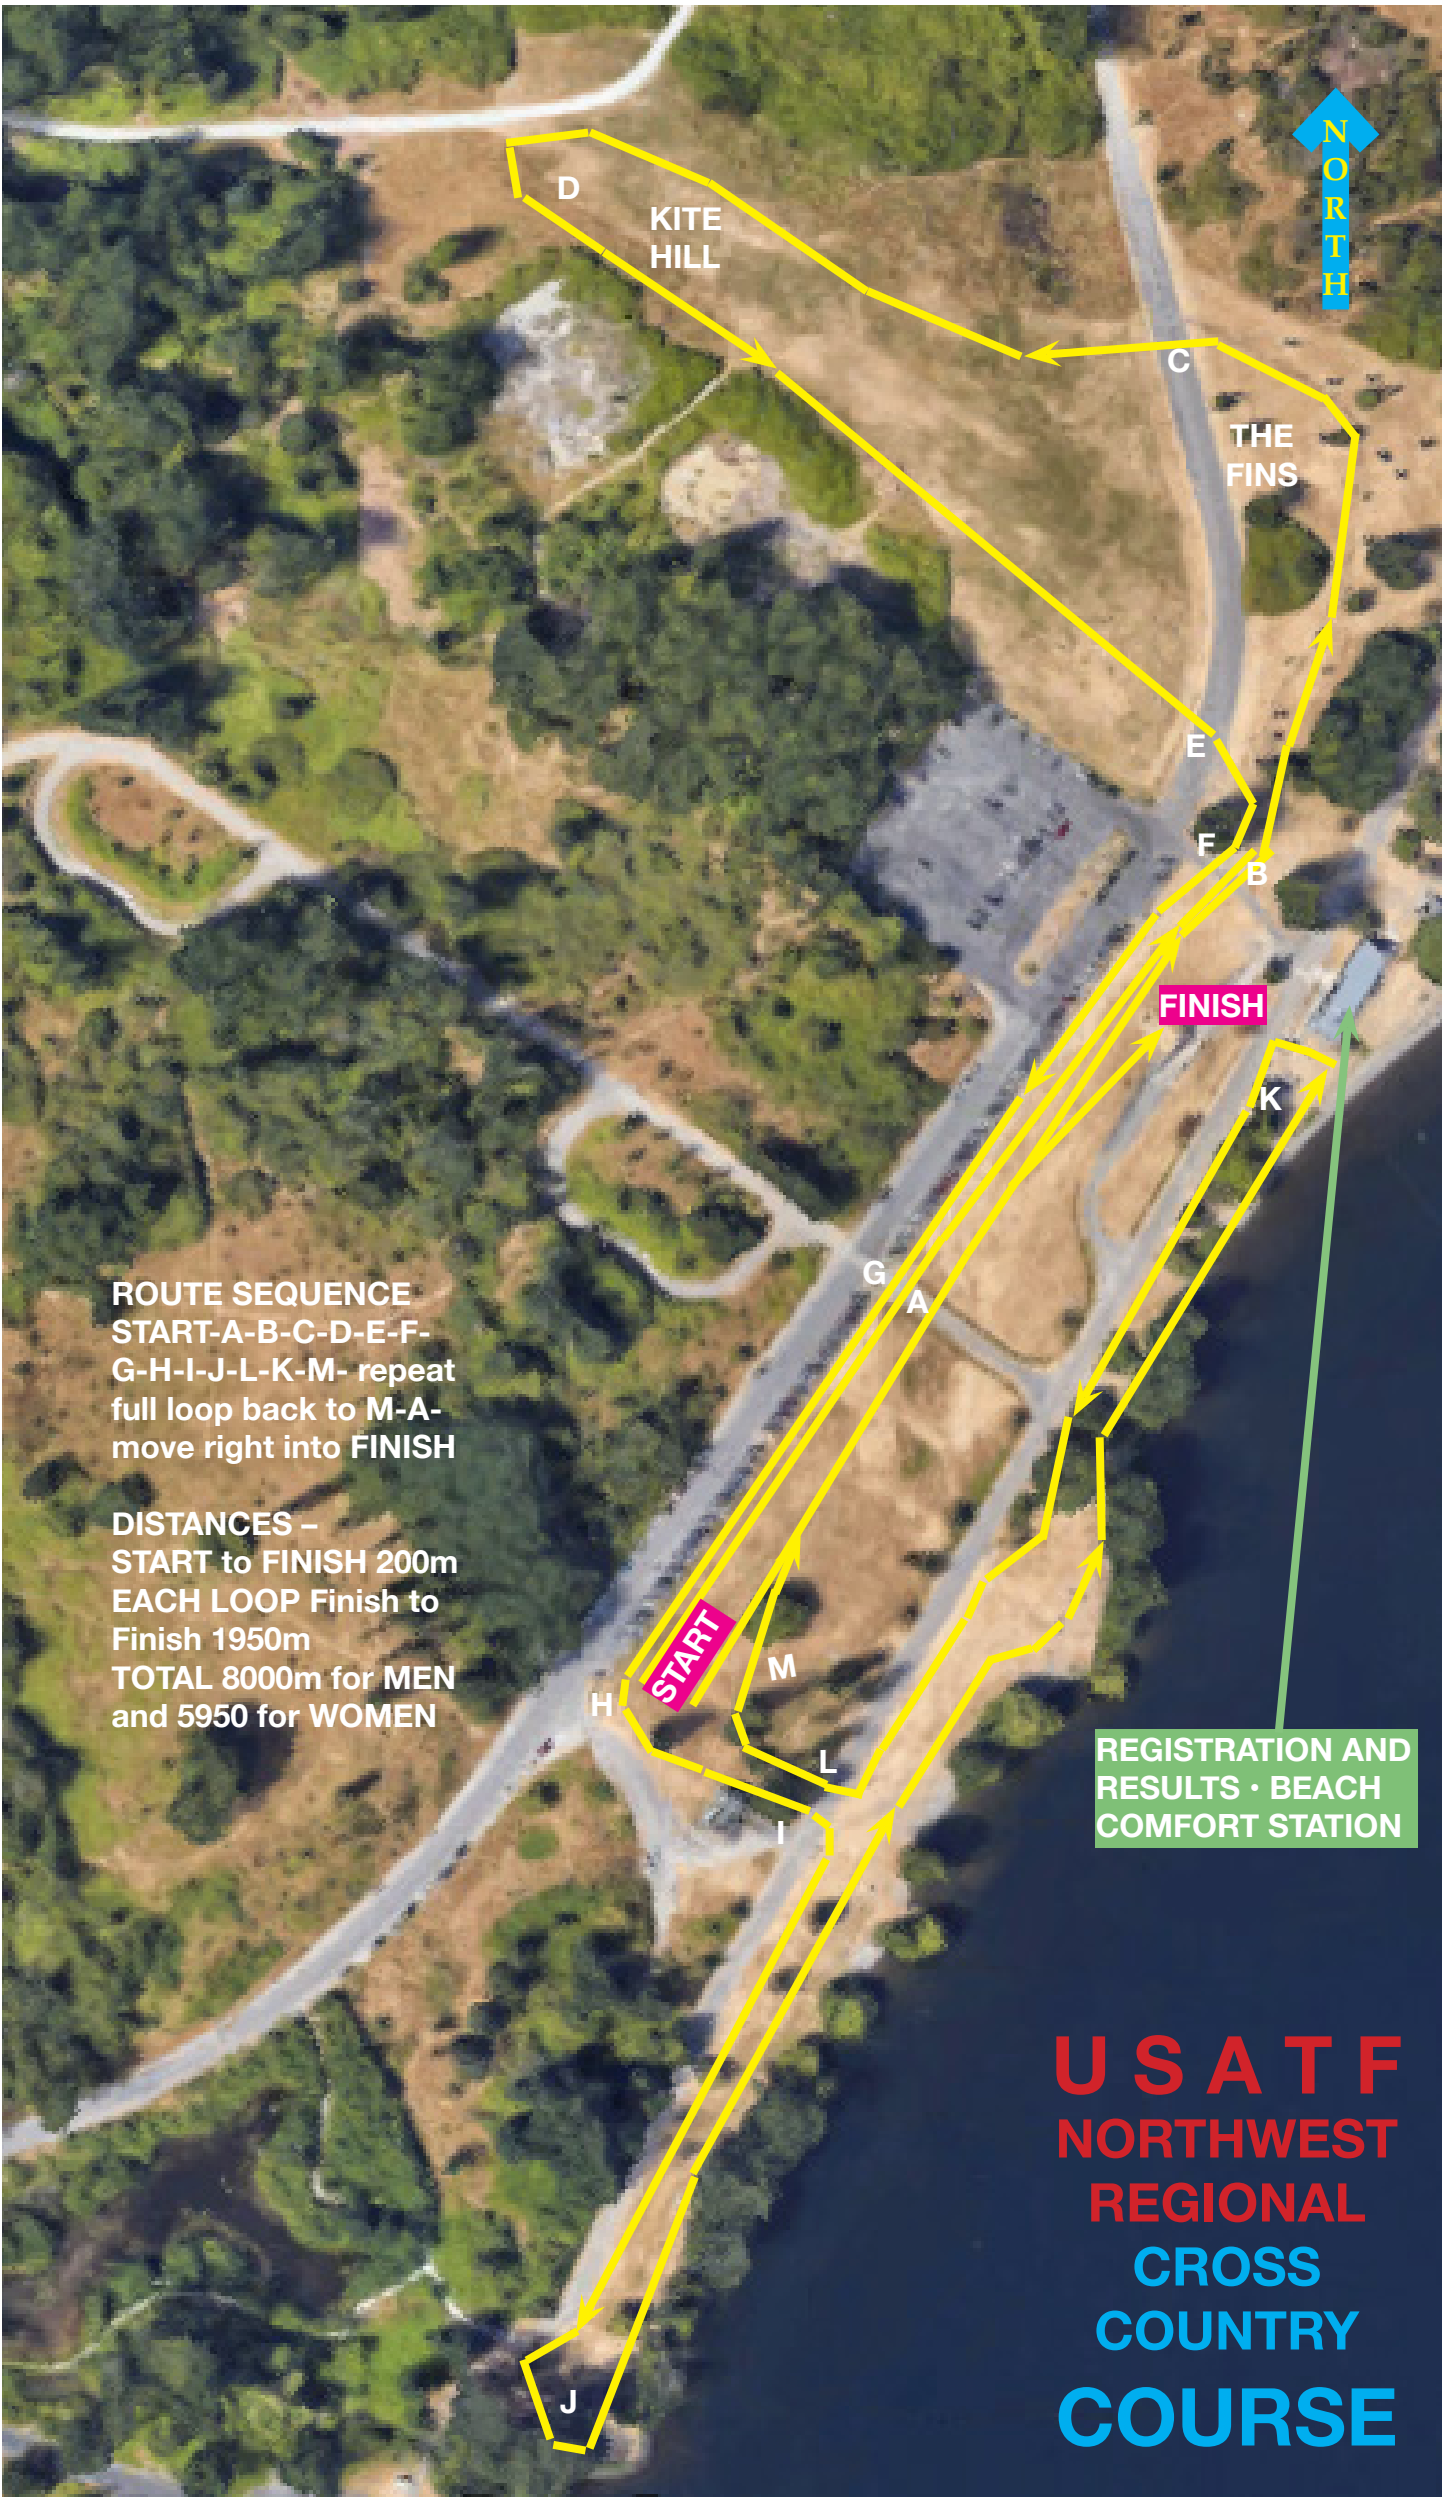 NORTH
D
KITE
HILL
C
THE
FINS
E
F
B
FINISH
K
G
A
ROUTE SEQUENCE
START-A-B-C-D-E-F-
G-H-I-J-L-K-M- repeat
full loop back to M-A-
move right into FINISH
DISTANCES –
START to FINISH 200m
EACH LOOP Finish to
Finish 1950m
TOTAL 8000m for MEN
and 5950 for WOMEN
START
M
H
L
I
REGISTRATION AND
RESULTS • BEACH
COMFORT STATION
J
U S A T F
NORTHWEST
REGIONAL
CROSS
COUNTRY
COURSE